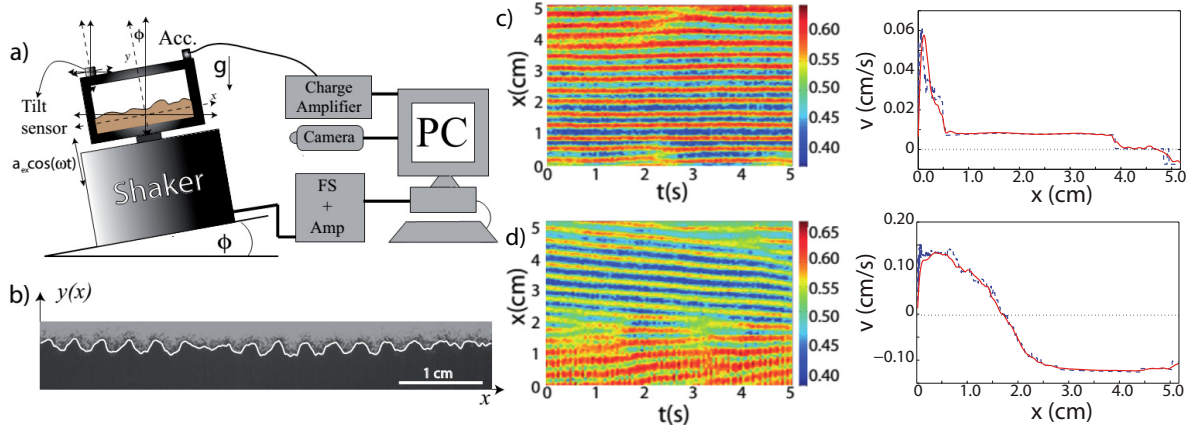 a)
ϕ
y
Acc.
g
x
Tilt
sensor
a_ex cos(ωt)
Shaker
ϕ
Charge
Amplifier
Camera
PC
FS
+
Amp
b)
y(x)
1 cm
x
c)
x(cm)
5
4
3
2
1
0
0 1 2 3 4 5
t(s)
0.60
0.55
0.50
0.45
0.40
v (cm/s)
0.06
0.04
0.02
0
0.0 1.0 2.0 3.0 4.0 5.0
x (cm)
d)
x(cm)
5
4
3
2
1
0
0 1 2 3 4 5
t(s)
0.65
0.60
0.55
0.50
0.45
0.40
v (cm/s)
0.20
0.10
0
−0.10
0 1.0 2.0 3.0 4.0 5.0
x (cm)